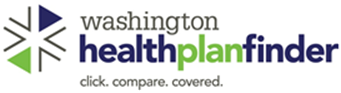 washington
healthplanfinder
click. compare. covered.